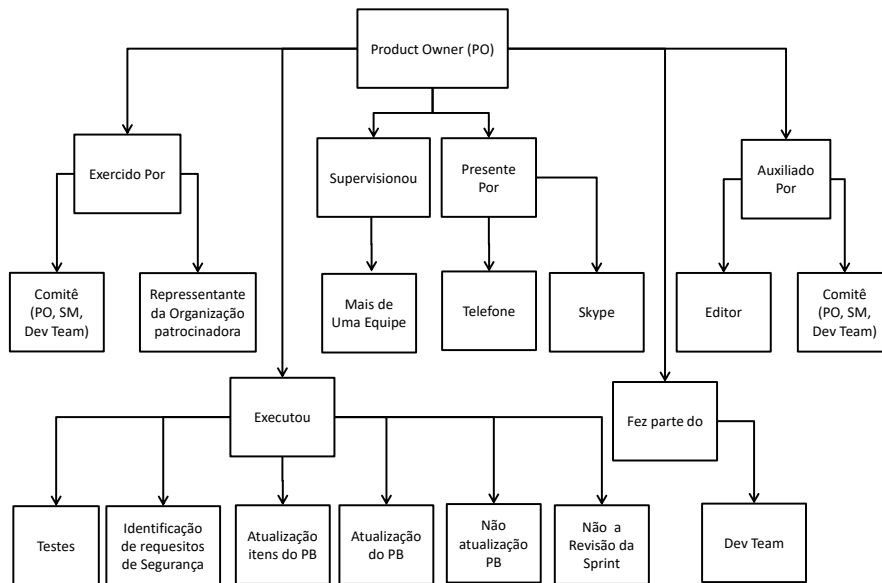 Product Owner (PO)
Exercido Por
Supervisionou
Presente
Por
Auxiliado
Por
Comitê
(PO, SM,
Dev Team)
Repressentante
da Organização
patrocinadora
Mais de
Uma Equipe
Telefone
Skype
Editor
Comitê
(PO, SM,
Dev Team)
Executou
Fez parte do
Testes
Identificação
de requesitos
de Segurança
Atualização
itens do PB
Atualização
do PB
Não
atualização
PB
Não a
Revisão da
Sprint
Dev Team